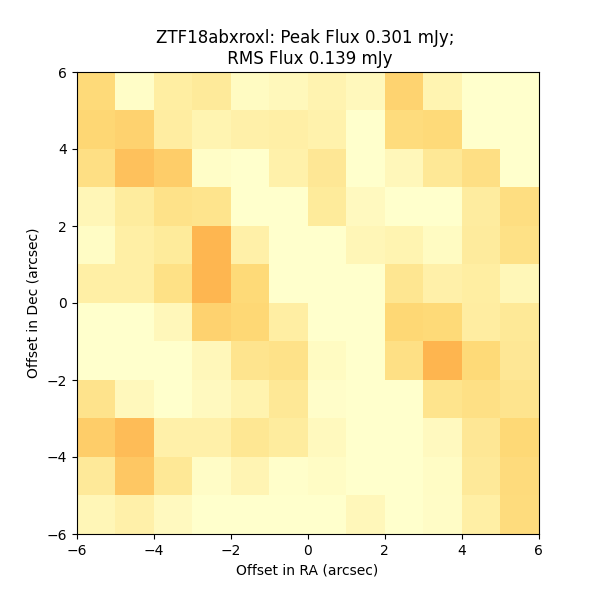 ZTF18abxroxl: Peak Flux 0.301 mJy;
RMS Flux 0.139 mJy
6
4
2
0
−2
−4
−6
Offset in Dec (arcsec)
−6 −4 −2 0 2 4 6
Offset in RA (arcsec)